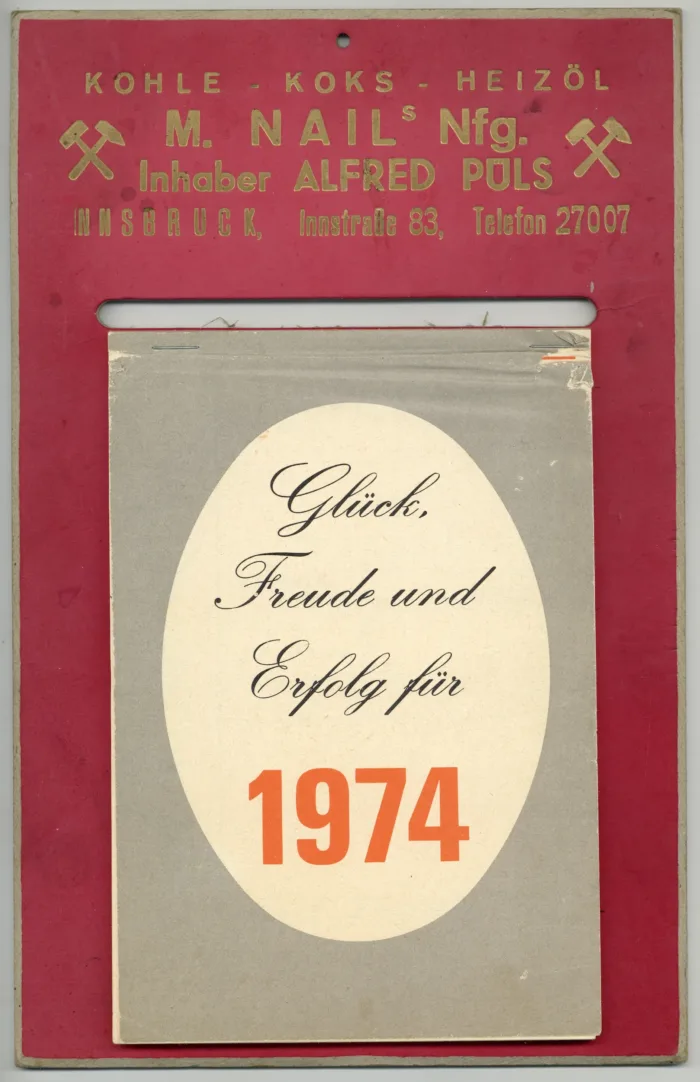 KOHLE - KOKS - HEIZÖL
M. NAILˢ Nfg.
Inhaber ALFRED PÜLS
INNSBRUCK, Innstraße 83, Telefon 27007
Glück,
Freude und
Erfolg für
1974